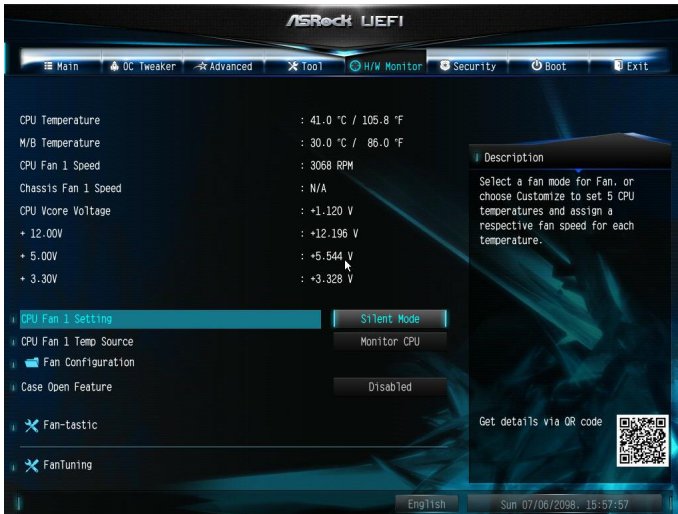 ASRock UEFI
Main OC Tweaker Advanced Tool H/W Monitor Security Boot Exit
CPU Temperature : 41.0 °C / 105.8 °F
M/B Temperature : 30.0 °C / 86.0 °F
CPU Fan 1 Speed : 3068 RPM
Chassis Fan 1 Speed : N/A
CPU Vcore Voltage : +1.120 V
+ 12.00V : +12.196 V
+ 5.00V : +5.544 V
+ 3.30V : +3.328 V
CPU Fan 1 Setting Silent Mode
CPU Fan 1 Temp Source Monitor CPU
Fan Configuration
Case Open Feature Disabled
Fan-tastic
FanTuning
Description
Select a fan mode for Fan, or
choose Customize to set 5 CPU
temperatures and assign a
respective fan speed for each
temperature.
Get details via QR code
English Sun 07/06/2098, 15:57:57